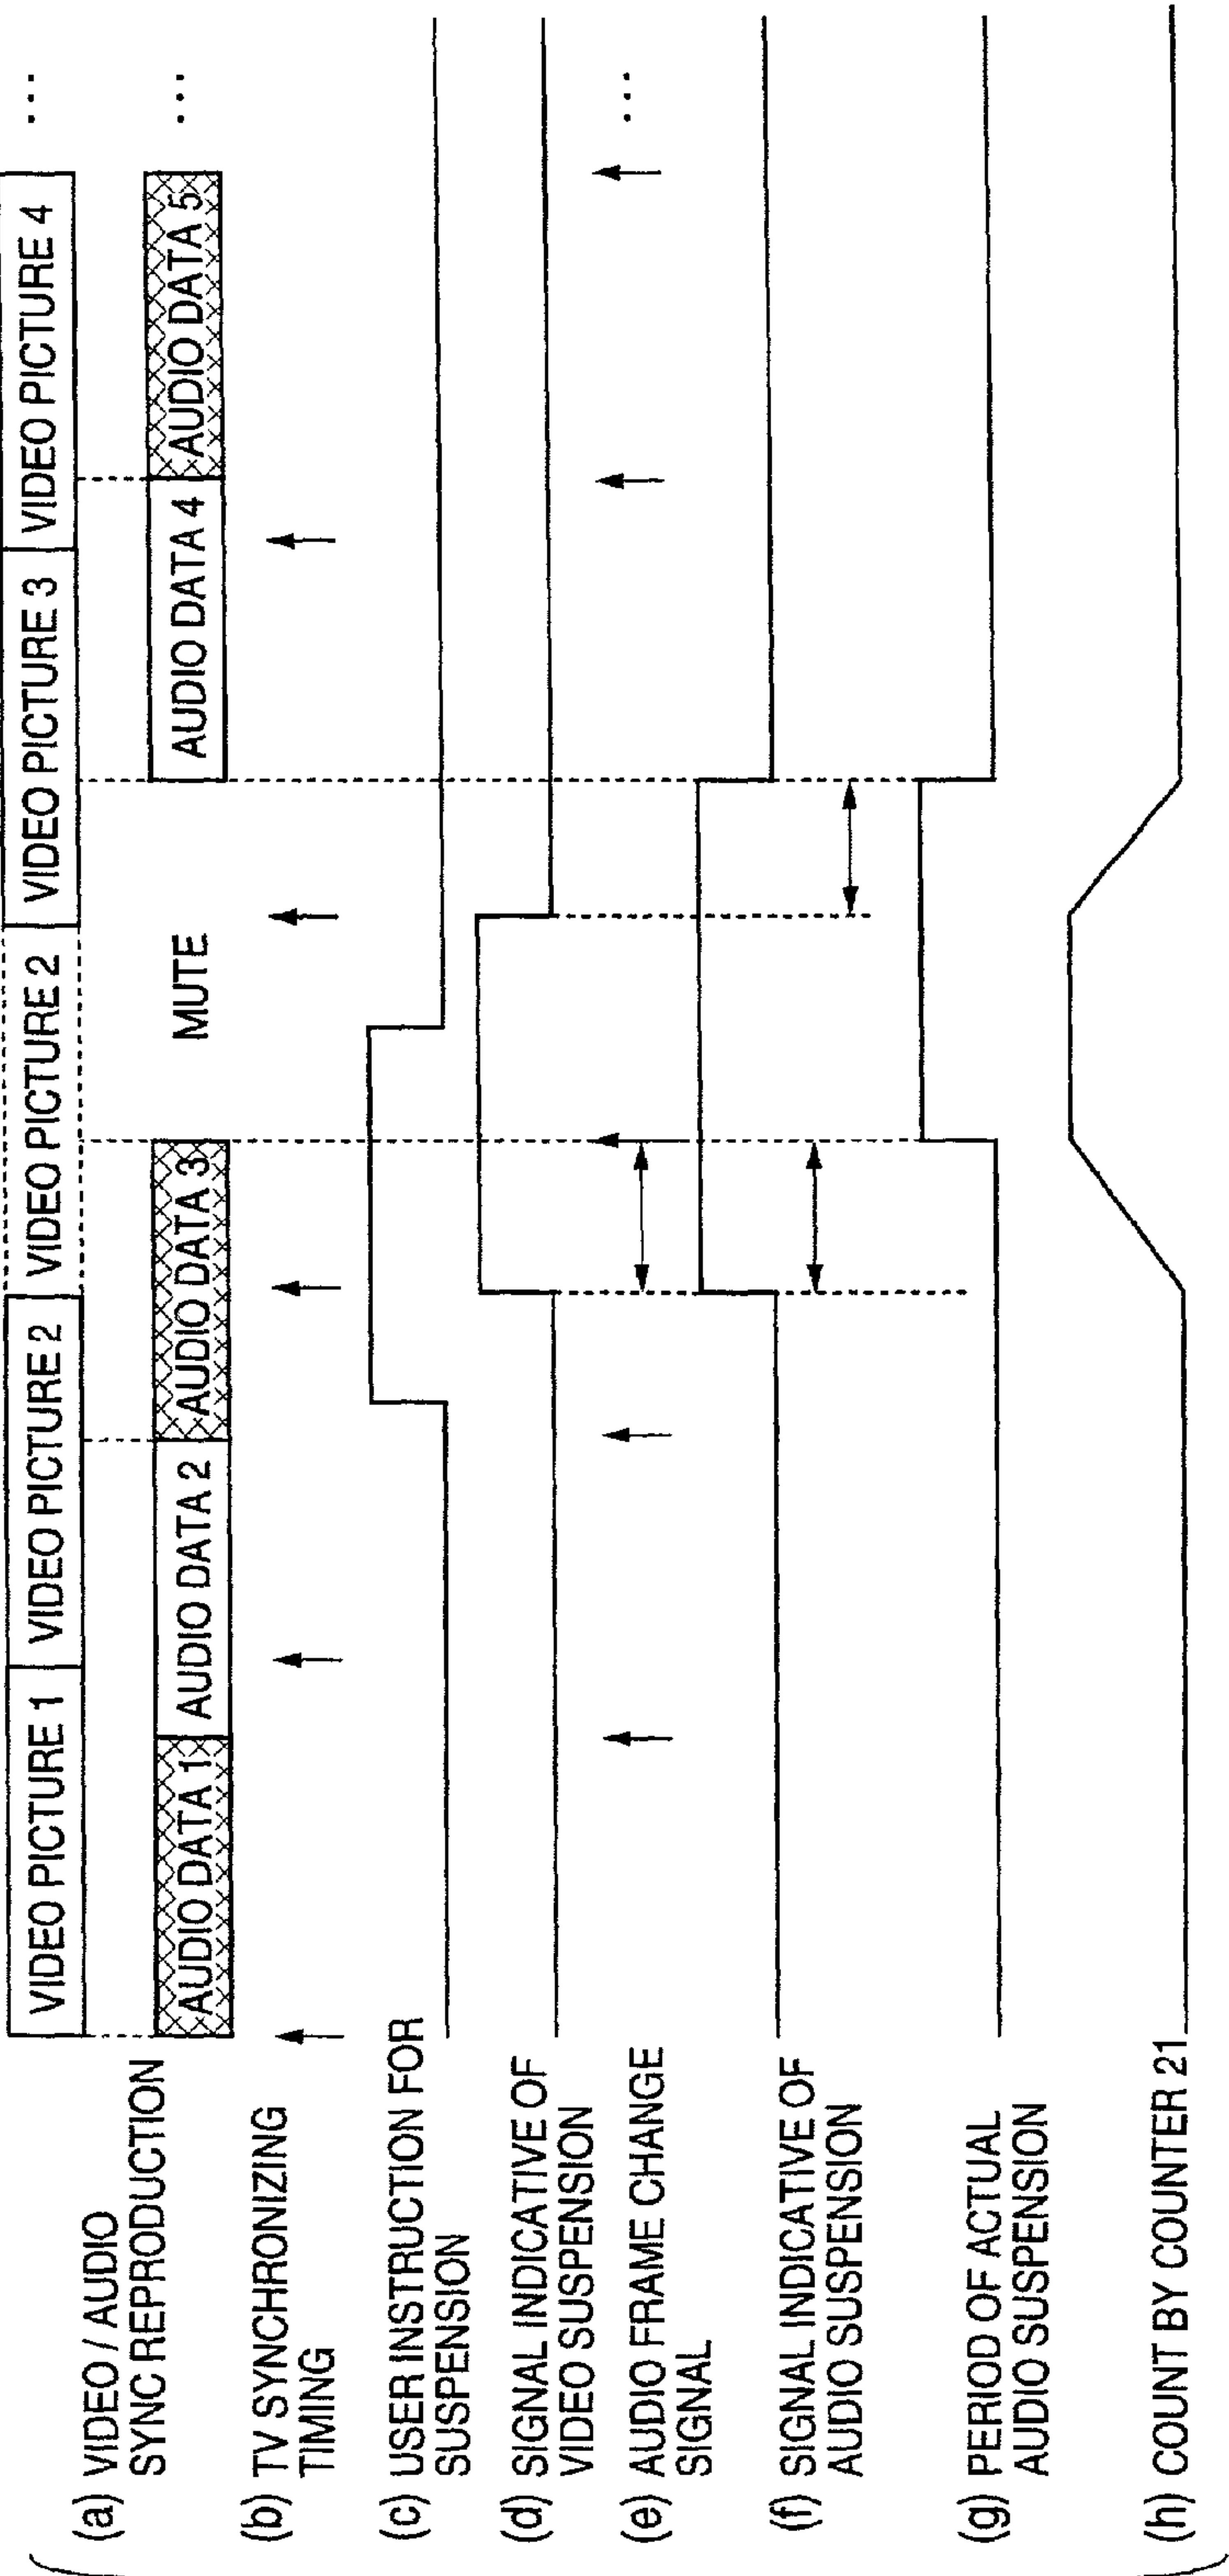 (a) VIDEO / AUDIO
SYNC REPRODUCTION
VIDEO PICTURE 1 VIDEO PICTURE 2 VIDEO PICTURE 2 VIDEO PICTURE 3 VIDEO PICTURE 4 ...
AUDIO DATA 1 AUDIO DATA 2 AUDIO DATA 3 MUTE AUDIO DATA 4 AUDIO DATA 5 ...
(b) TV SYNCHRONIZING
TIMING
(c) USER INSTRUCTION FOR
SUSPENSION
(d) SIGNAL INDICATIVE OF
VIDEO SUSPENSION
(e) AUDIO FRAME CHANGE
SIGNAL
...
(f) SIGNAL INDICATIVE OF
AUDIO SUSPENSION
(g) PERIOD OF ACTUAL
AUDIO SUSPENSION
(h) COUNT BY COUNTER 21